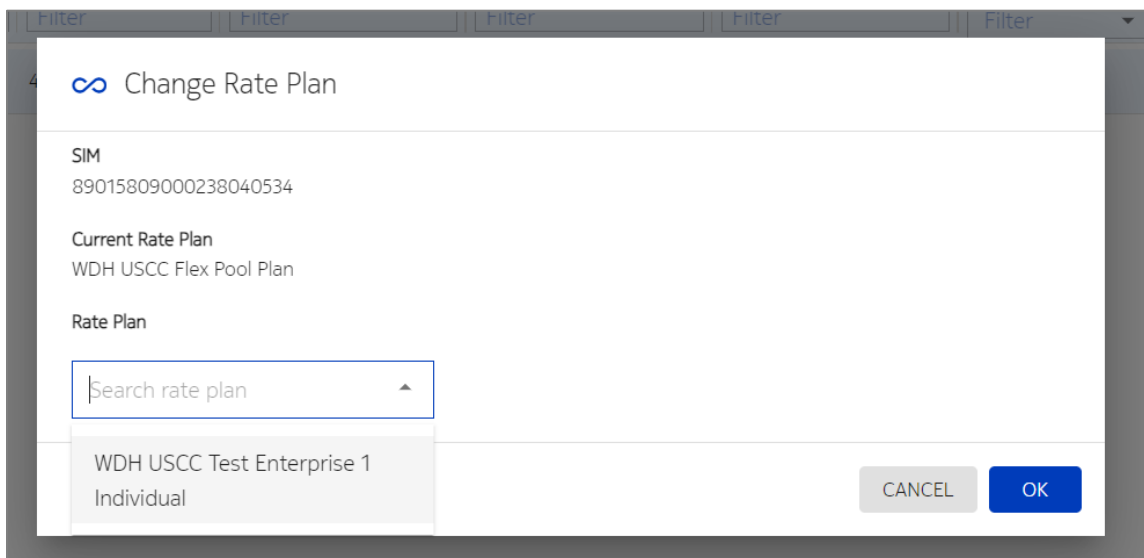 Filter Filter Filter Filter Filter
4
Change Rate Plan
SIM
89015809000238040534
Current Rate Plan
WDH USCC Flex Pool Plan
Rate Plan
Search rate plan
WDH USCC Test Enterprise 1
Individual
CANCEL OK